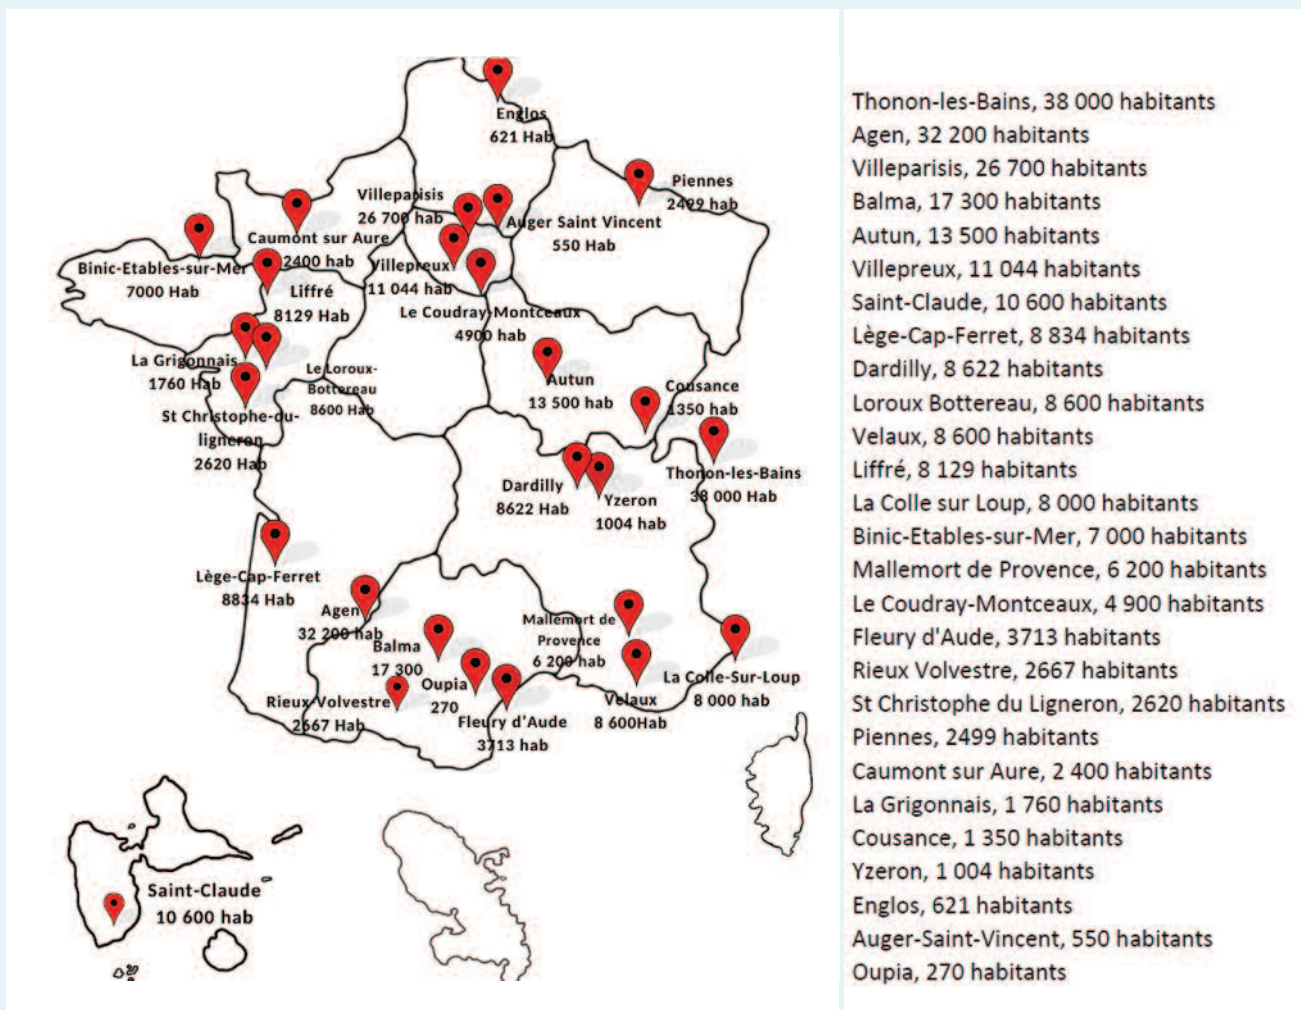 Englos
621 Hab
Piennes
2499 hab
Villeparisis
26 700 hab
Auger Saint Vincent
550 Hab
Caumont sur Aure
2400 hab
Villepreux
11 044 hab
Binic-Etables-sur-Mer
7000 Hab
Liffré
8129 Hab
Le Coudray-Montceaux
4900 hab
La Grigonnais
1760 Hab
Le Loroux-
Bottereau
8600 Hab
Autun
13 500 hab
Cousance
1350 hab
St Christophe-du-
ligneron
2620 Hab
Thonon-les-Bains
38 000 Hab
Dardilly
8622 Hab
Yzeron
1004 hab
Lège-Cap-Ferret
8834 Hab
Agen
32 200 hab
Mallemort de
Provence
6 200 hab
Balma
17 300
Oupia
270
La Colle-Sur-Loup
8 000 hab
Rieux Volvestre
2667 Hab
Velaux
8 600Hab
Fleury d'Aude
3713 hab
Saint-Claude
10 600 hab
Thonon-les-Bains, 38 000 habitants
Agen, 32 200 habitants
Villeparisis, 26 700 habitants
Balma, 17 300 habitants
Autun, 13 500 habitants
Villepreux, 11 044 habitants
Saint-Claude, 10 600 habitants
Lège-Cap-Ferret, 8 834 habitants
Dardilly, 8 622 habitants
Loroux Bottereau, 8 600 habitants
Velaux, 8 600 habitants
Liffré, 8 129 habitants
La Colle sur Loup, 8 000 habitants
Binic-Etables-sur-Mer, 7 000 habitants
Mallemort de Provence, 6 200 habitants
Le Coudray-Montceaux, 4 900 habitants
Fleury d'Aude, 3713 habitants
Rieux Volvestre, 2667 habitants
St Christophe du Ligneron, 2620 habitants
Piennes, 2499 habitants
Caumont sur Aure, 2 400 habitants
La Grigonnais, 1 760 habitants
Cousance, 1 350 habitants
Yzeron, 1 004 habitants
Englos, 621 habitants
Auger-Saint-Vincent, 550 habitants
Oupia, 270 habitants